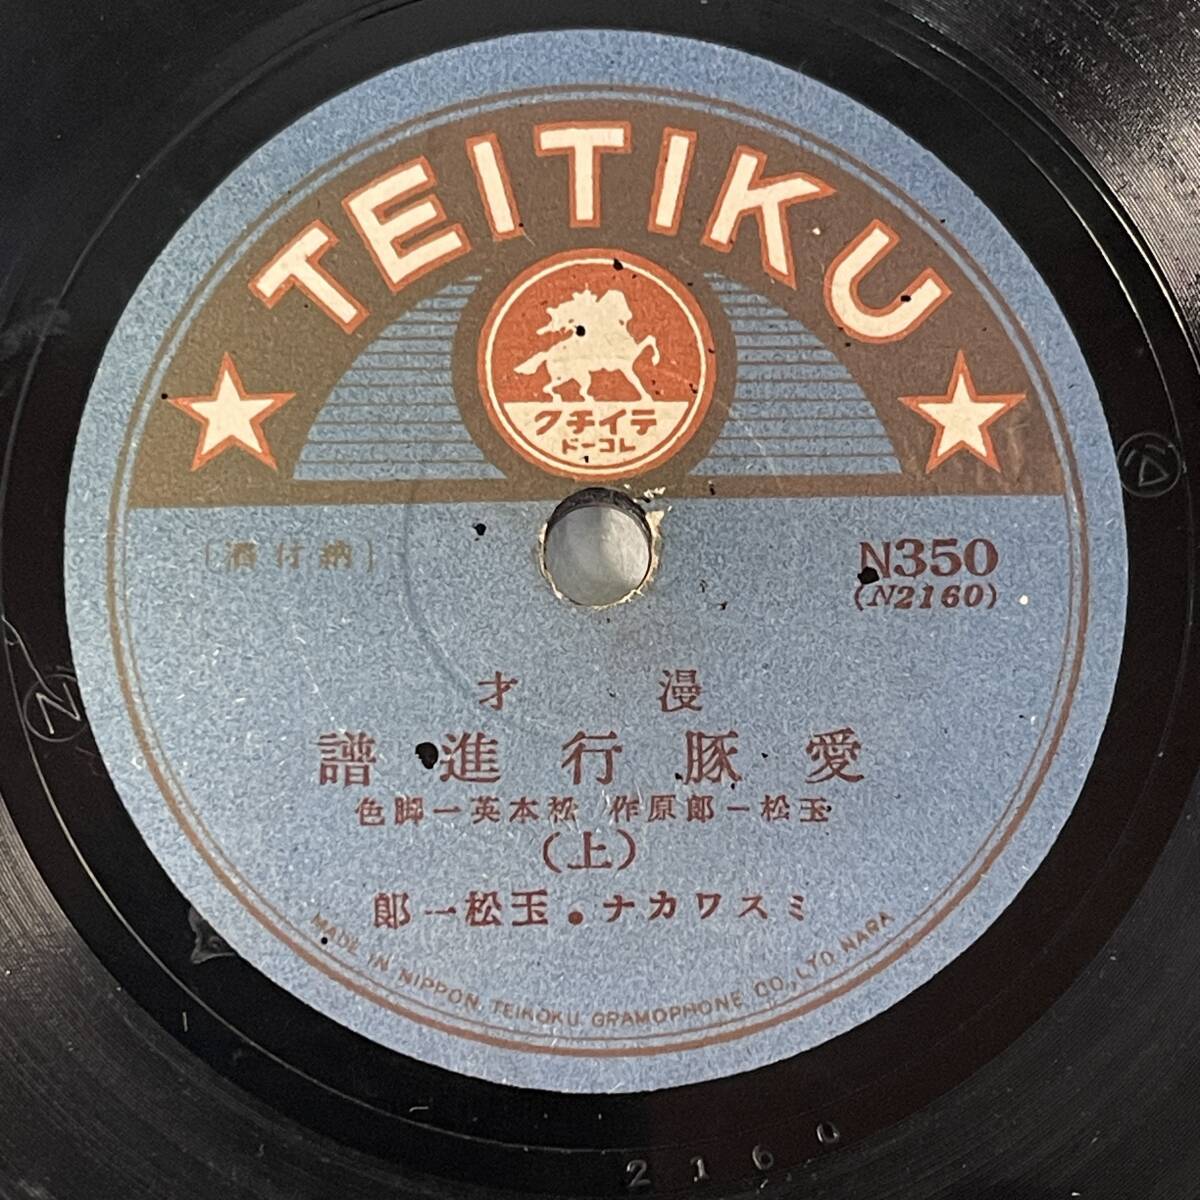 TEITIKU
テイチク
レコード
[納付済]
N350
(N2160)
漫才
愛豚行進譜
玉松一郎原作 松本英一脚色
(上)
ミスワカナ・玉松一郎
MADE IN NIPPON. TEIKOKU GRAMOPHONE CO., LTD NARA
2160
N